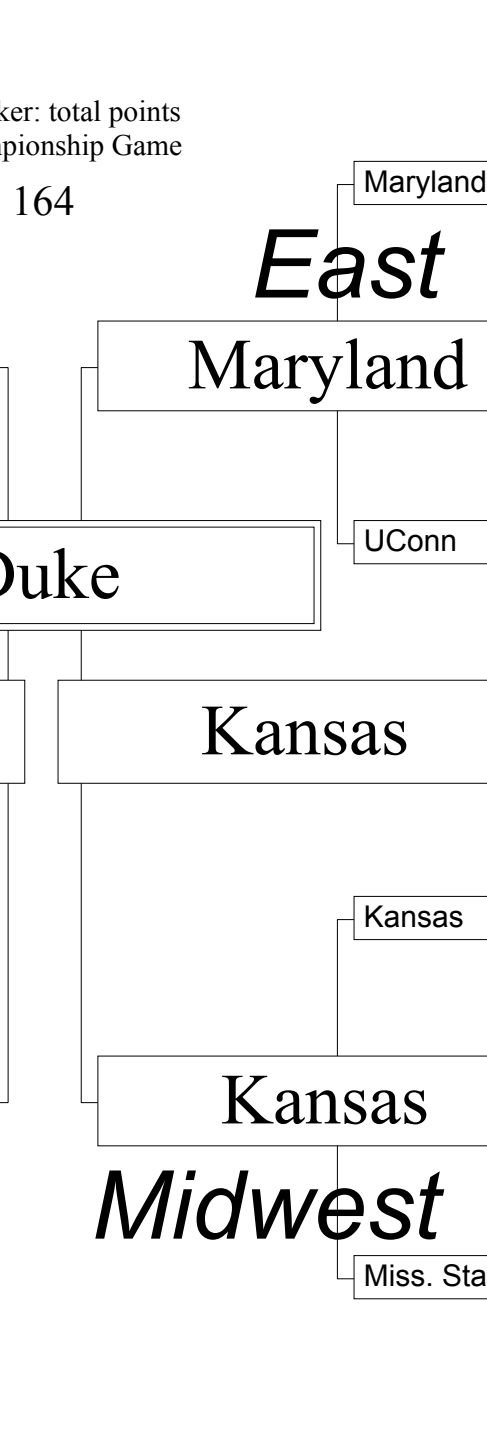 ker: total points
pionship Game
164
Maryland
East
Maryland
UConn
Duke
Kansas
Kansas
Kansas
Midwest
Miss. Sta